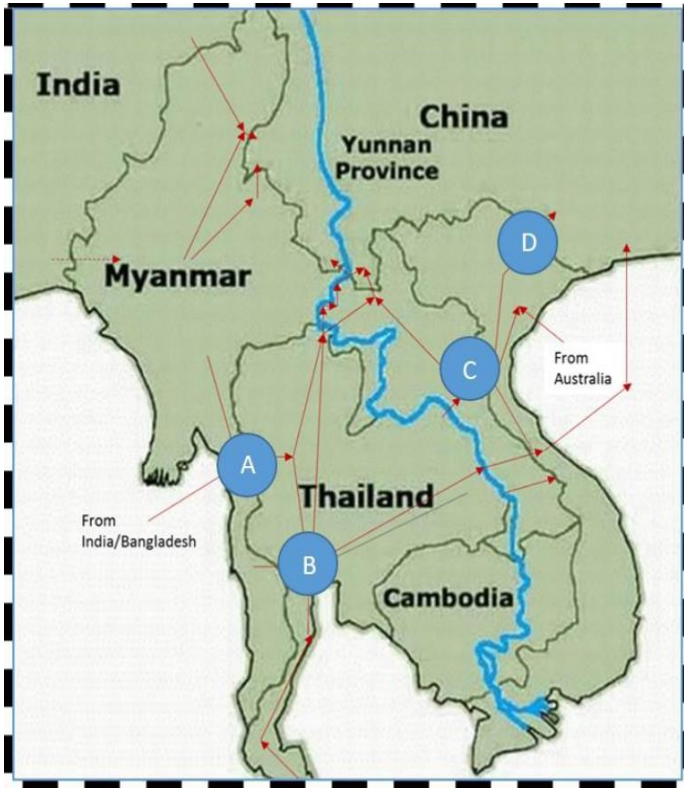 India
China
Yunnan
Province
D
Myanmar
From
Australia
C
A
Thailand
From
India/Bangladesh
B
Cambodia